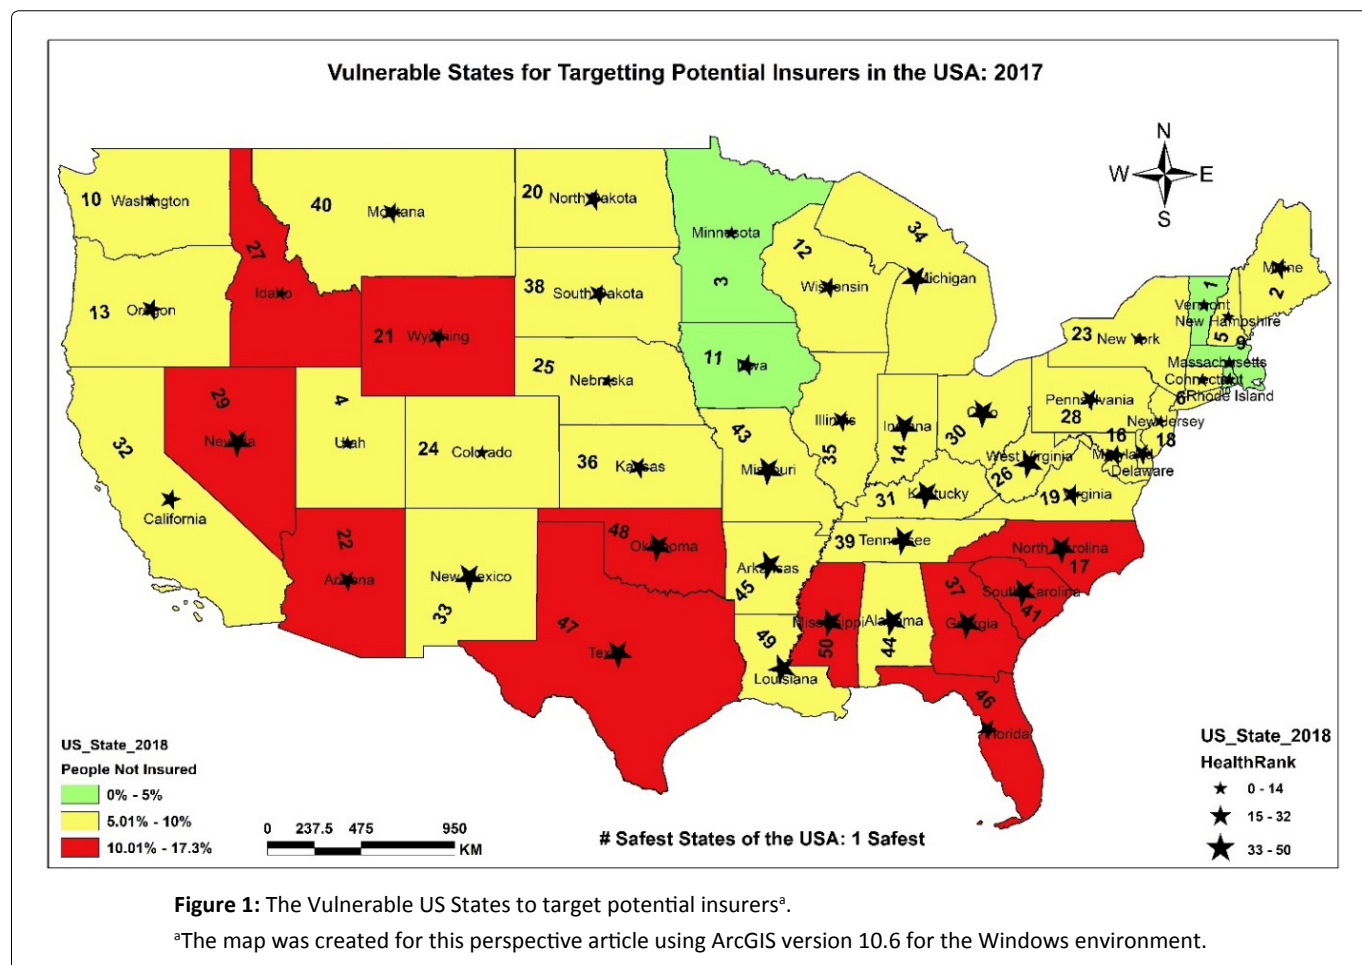 Vulnerable States for Targetting Potential Insurers in the USA: 2017
N
W E
S
10 Washington
40 Montana
20 North Dakota
Minnesota
3
34
Michigan
12
Wisconsin
27
Idaho
13 Oregon
38 South Dakota
21 Wyoming
11 Iowa
25 Nebraska
1
Vermont
New Hampshire
5
9
Maine
2
23 New York
Massachusetts
Connecticut
Rhode Island
6
Pennsylvania
28
New Jersey
18
16
Maryland
Delaware
29
Nevada
4
Utah
24 Colorado
36 Kansas
43
Missouri
Illinois
35
Indiana
14
Ohio
30
West Virginia
26
19 Virginia
31 Kentucky
32
California
22
Arizona
New Mexico
33
48
Oklahoma
47
Texas
Arkansas
45
39 Tennessee
North Carolina
17
South Carolina
41
37
Georgia
Alabama
44
Mississippi
50
49
Louisiana
46
Florida
US_State_2018
People Not Insured
0% - 5%
5.01% - 10%
10.01% - 17.3%
0 237.5 475 950
KM
# Safest States of the USA: 1 Safest
US_State_2018
HealthRank
0 - 14
15 - 32
33 - 50
Figure 1: The Vulnerable US States to target potential insurersᵃ.
ᵃThe map was created for this perspective article using ArcGIS version 10.6 for the Windows environment.